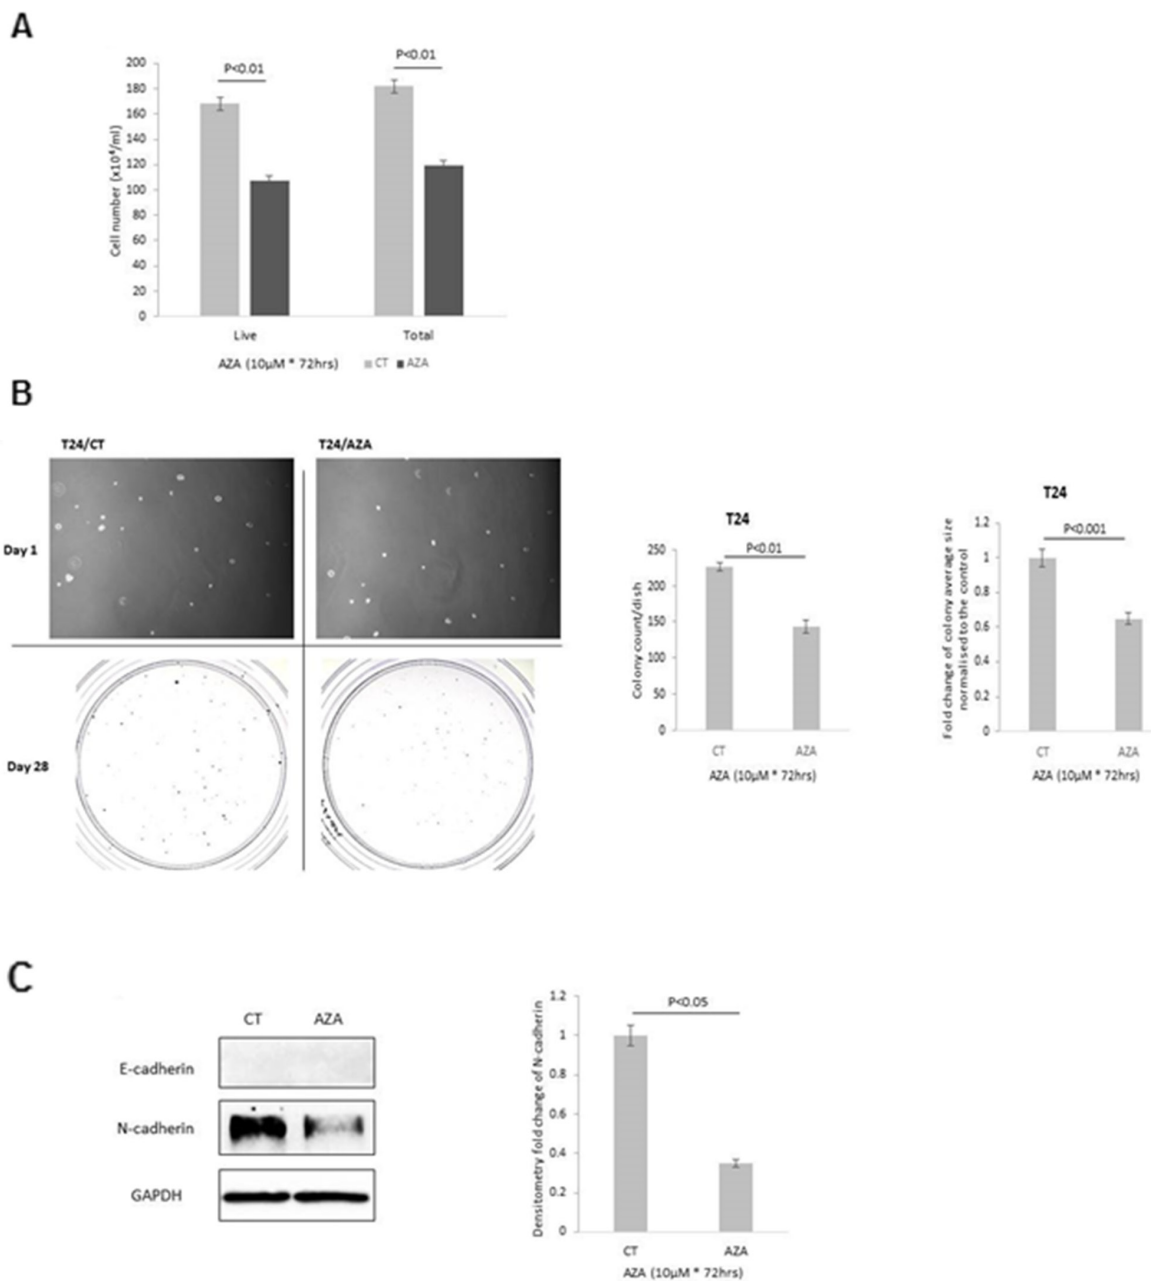 A
200
180
160
140
120
100
80
60
40
20
0
Cell number (x10⁴/ml)
P<0.01
P<0.01
Live
Total
AZA (10µM * 72hrs)
CT
AZA
B
T24/CT
T24/AZA
Day 1
Day 28
T24
250
200
150
100
50
0
Colony count/dish
P<0.01
CT
AZA
AZA (10µM * 72hrs)
T24
1.2
1
0.8
0.6
0.4
0.2
0
Fold change of colony average size
normalised to the control
P<0.001
CT
AZA
AZA (10µM * 72hrs)
C
CT
AZA
E-cadherin
N-cadherin
GAPDH
1.2
1
0.8
0.6
0.4
0.2
0
Densitometry fold change of N-cadherin
P<0.05
CT
AZA
AZA (10µM * 72hrs)